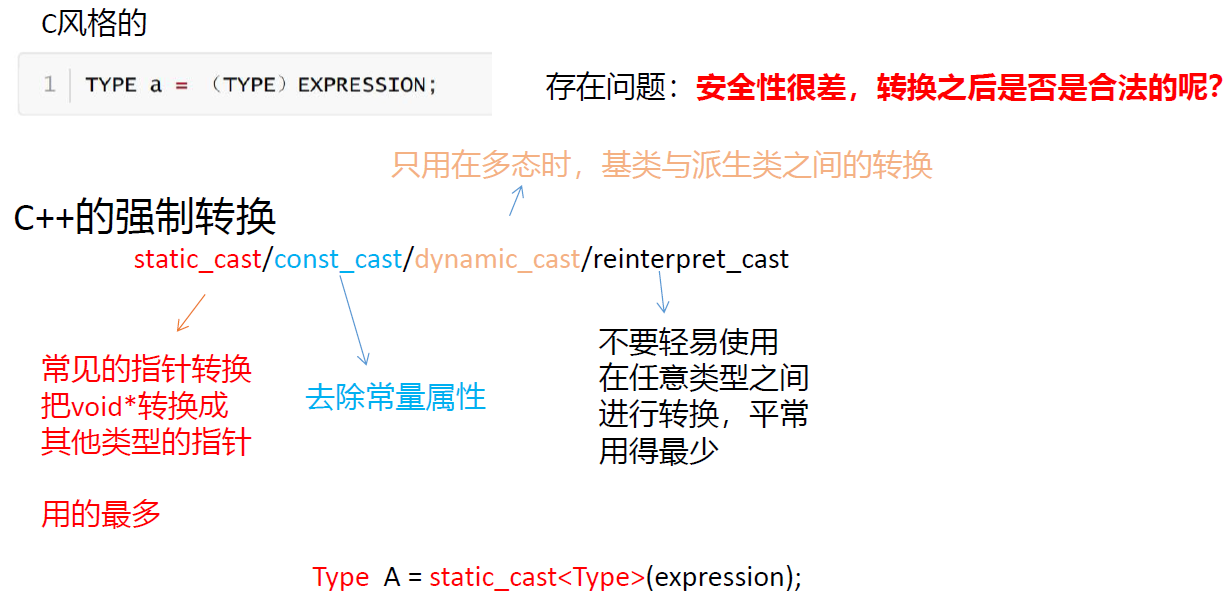 C风格的
1 TYPE a = （TYPE）EXPRESSION;
存在问题：安全性很差，转换之后是否是合法的呢？
只用在多态时，基类与派生类之间的转换
C++的强制转换
static_cast/const_cast/dynamic_cast/reinterpret_cast
常见的指针转换
把void*转换成
其他类型的指针
用的最多
去除常量属性
不要轻易使用
在任意类型之间
进行转换，平常
用得最少
Type A = static_cast<Type>(expression);